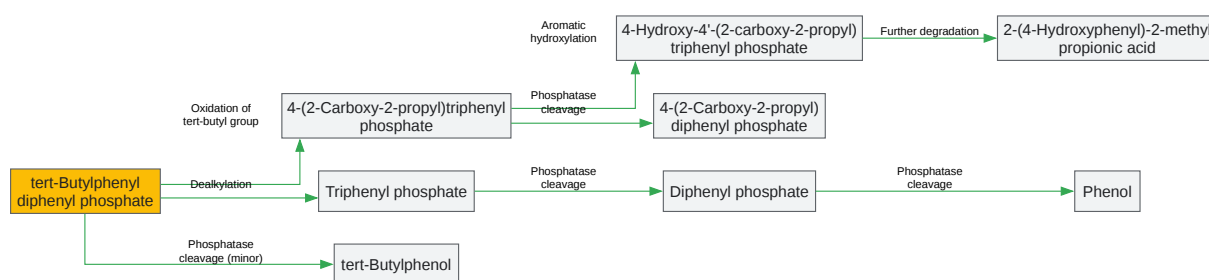 Aromatic
hydroxylation
4-Hydroxy-4'-(2-carboxy-2-propyl)
triphenyl phosphate
Further degradation
2-(4-Hydroxyphenyl)-2-methyl
propionic acid
Oxidation of
tert-butyl group
4-(2-Carboxy-2-propyl)triphenyl
phosphate
Phosphatase
cleavage
4-(2-Carboxy-2-propyl)
diphenyl phosphate
tert-Butylphenyl
diphenyl phosphate
Dealkylation
Triphenyl phosphate
Phosphatase
cleavage
Diphenyl phosphate
Phosphatase
cleavage
Phenol
Phosphatase
cleavage (minor)
tert-Butylphenol